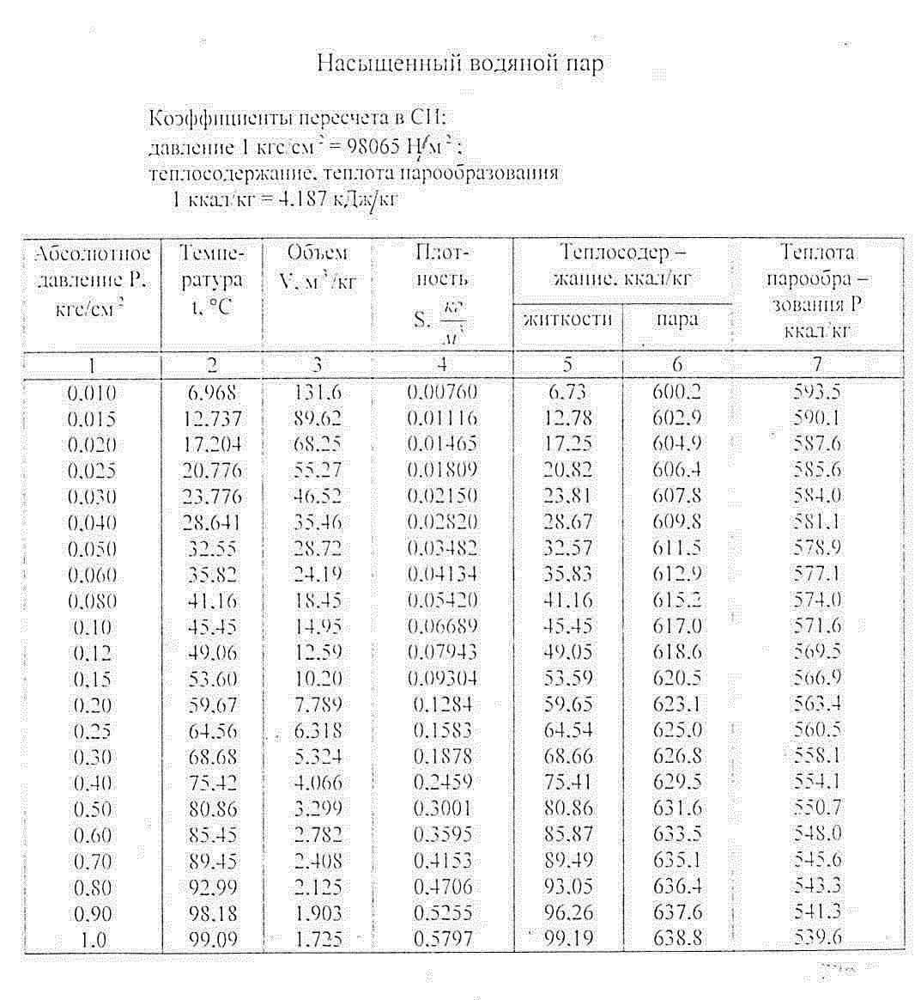 Насыщенный водяной пар
Коэффициенты пересчета в СИ:
давление 1 кгс/см² = 98065 Н/м² ;
теплосодержание, теплота парообразования
1 ккал/кг = 4,187 кДж/кг
Абсолютное давление Р, кгс/см² Темпе-ратура t, °C Объем V, м³/кг Плот-ность S, кг/м³ Теплосодер – жание, ккал/кг Теплота парообра – зования Р ккал/кг
житкости пара
1 2 3 4 5 6 7
0,010 6,968 131,6 0,00760 6,73 600,2 593,5
0,015 12,737 89,62 0,01116 12,78 602,9 590,1
0,020 17,204 68,25 0,01465 17,25 604,9 587,6
0,025 20,776 55,27 0,01809 20,82 606,4 585,6
0,030 23,776 46,52 0,02150 23,81 607,8 584,0
0,040 28,641 35,46 0,02820 28,67 609,8 581,1
0,050 32,55 28,72 0,03482 32,57 611,5 578,9
0,060 35,82 24,19 0,04134 35,83 612,9 577,1
0,080 41,16 18,45 0,05420 41,16 615,2 574,0
0,10 45,45 14,95 0,06689 45,45 617,0 571,6
0,12 49,06 12,59 0,07943 49,05 618,6 569,5
0,15 53,60 10,20 0,09304 53,59 620,5 566,9
0,20 59,67 7,789 0,1284 59,65 623,1 563,4
0,25 64,56 6,318 0,1583 64,54 625,0 560,5
0,30 68,68 5,324 0,1878 68,66 626,8 558,1
0,40 75,42 4,066 0,2459 75,41 629,5 554,1
0,50 80,86 3,299 0,3001 80,86 631,6 550,7
0,60 85,45 2,782 0,3595 85,87 633,5 548,0
0,70 89,45 2,408 0,4153 89,49 635,1 545,6
0,80 92,99 2,125 0,4706 93,05 636,4 543,3
0,90 98,18 1,903 0,5255 96,26 637,6 541,3
1,0 99,09 1,725 0,5797 99,19 638,8 539,6